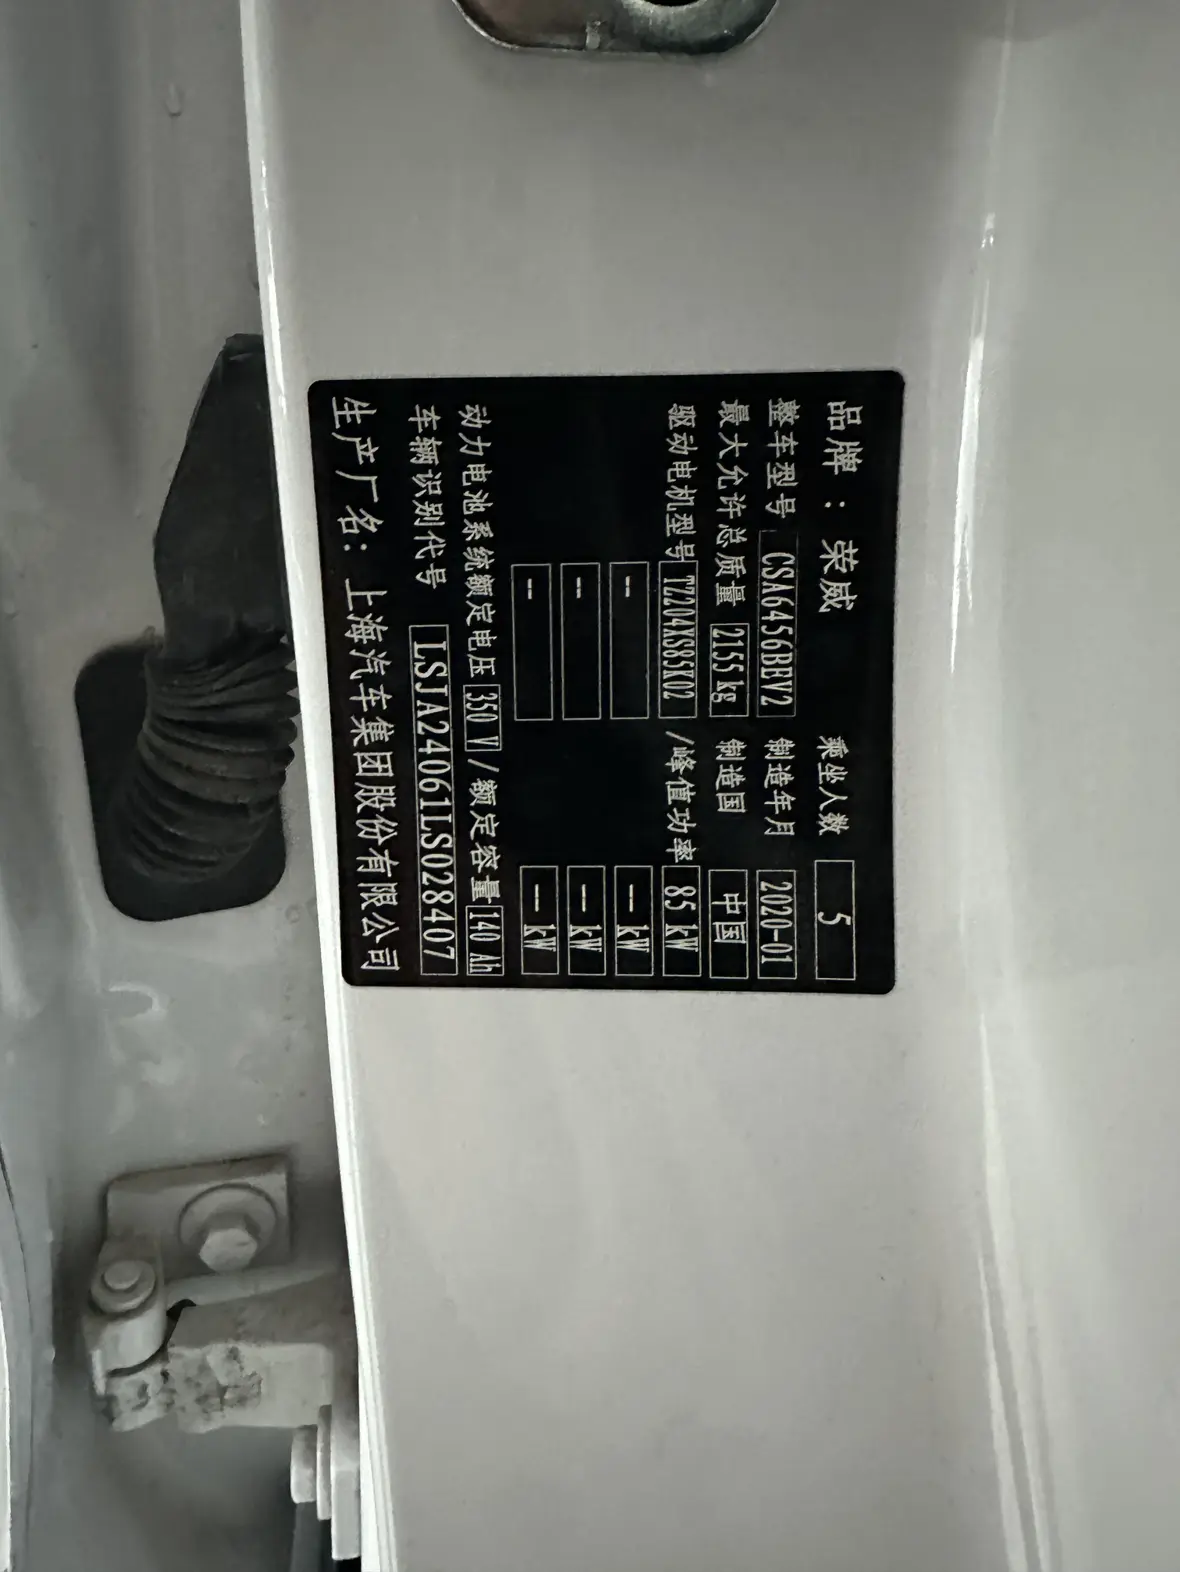 品牌：荣威 乘坐人数 5
整车型号 CSA6456BEV2 制造年月 2020-01
最大允许总质量 2155 kg 制造国 中国
驱动电机型号 TZ204XS85K02 /峰值功率 85 kW
-- -- kW
-- -- kW
-- -- kW
动力电池系统额定电压 350 V /额定容量 140 Ah
车辆识别代号 LSJA24061LS028407
生产厂名：上海汽车集团股份有限公司